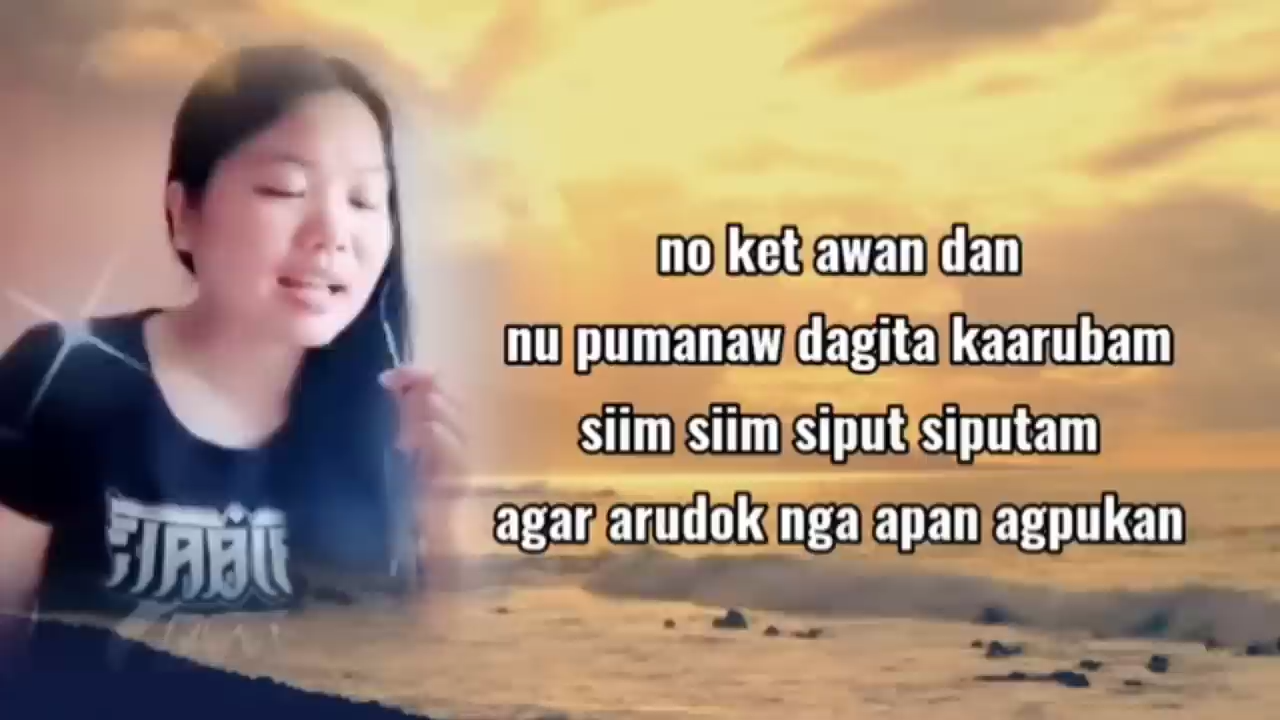 no ket awan dan
nu pumanaw dagita kaarubam
siim siim siput siputam
agar arudok nga apan agpukan